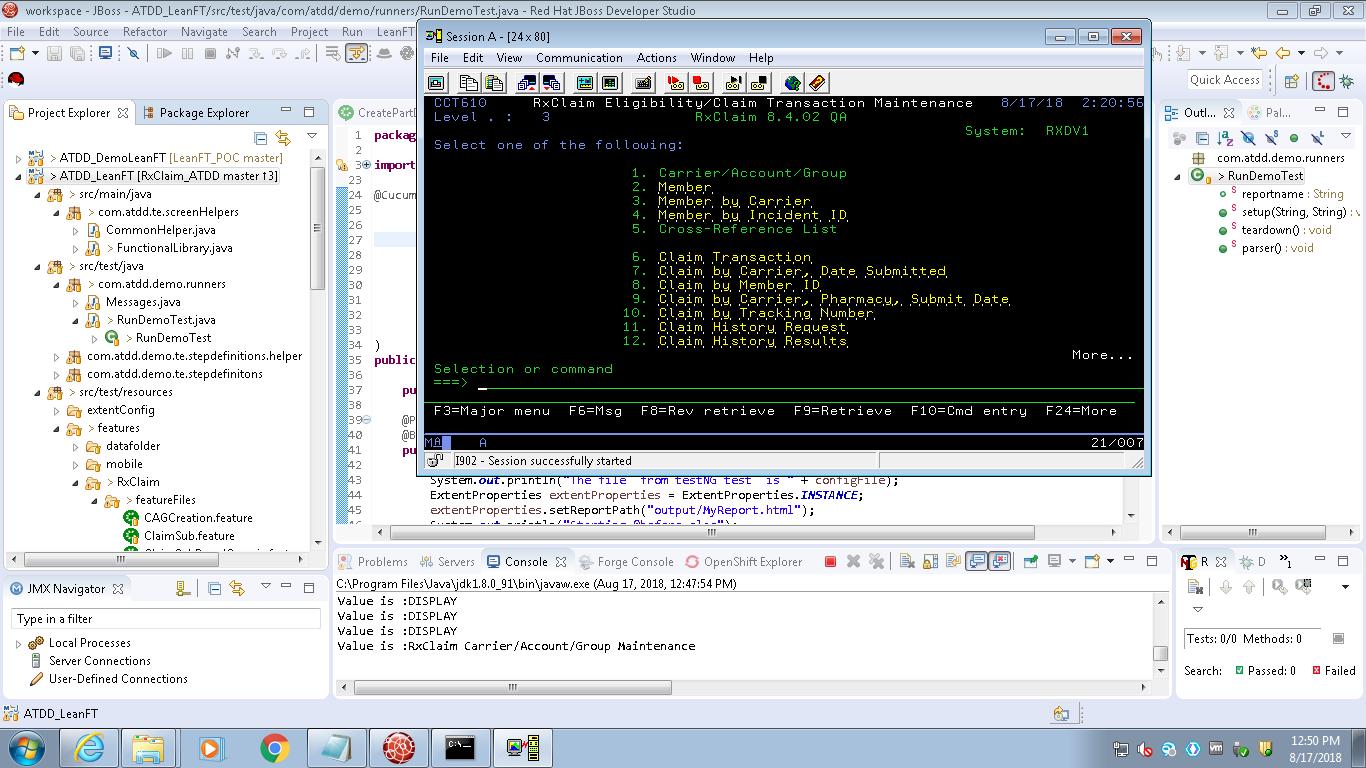 workspace - JBoss - ATDD_LeanFT/src/test/java/com/atdd/demo/runners/RunDemoTest.java - Red Hat JBoss Developer Studio
File Edit Source Refactor Navigate Search Project Run LeanFT
Quick Access
Project Explorer Package Explorer
> ATDD_DemoLeanFT [LeanFT_POC master]
> ATDD_LeanFT [RxClaim_ATDD master ↑3]
> src/main/java
> com.atdd.te.screenHelpers
CommonHelper.java
> FunctionalLibrary.java
> src/test/java
> com.atdd.demo.runners
Messages.java
> RunDemoTest.java
> RunDemoTest
com.atdd.demo.te.stepdefinitions.helper
com.atdd.demo.te.stepdefinitons
> src/test/resources
extentConfig
> features
datafolder
mobile
> RxClaim
> featureFiles
CAGCreation.feature
ClaimSub.feature
JMX Navigator
Type in a filter
Local Processes
Server Connections
User-Defined Connections
1 packag
2
3 import
23
24 @Cucum
25
26
27
28
29
30
31
32
33
34 )
35 public
36
37 pu
38
39 @P
40 @B
41 pu
42
43 System.out.println("The file from testNG test is " + configFile);
44 ExtentProperties extentProperties = ExtentProperties.INSTANCE;
45 extentProperties.setReportPath("output/MyReport.html");
46
Session A - [24 x 80]
File Edit View Communication Actions Window Help
CCT610 RxClaim Eligibility/Claim Transaction Maintenance 8/17/18 2:20:56
Level . : 3 RxClaim 8.4.02 QA
System: RXDV1
Select one of the following:
1. Carrier/Account/Group
2. Member
3. Member by Carrier
4. Member by Incident ID
5. Cross-Reference List
6. Claim Transaction
7. Claim by Carrier, Date Submitted
8. Claim by Member ID
9. Claim by Carrier, Pharmacy, Submit Date
10. Claim by Tracking Number
11. Claim History Request
12. Claim History Results
More...
Selection or command
===>
F3=Major menu F6=Msg F8=Rev retrieve F9=Retrieve F10=Cmd entry F24=More
MA A 21/007
I902 - Session successfully started
Problems Servers Console Forge Console OpenShift Explorer
C:\Program Files\Java\jdk1.8.0_91\bin\javaw.exe (Aug 17, 2018, 12:47:54 PM)
Value is :DISPLAY
Value is :DISPLAY
Value is :DISPLAY
Value is :RxClaim Carrier/Account/Group Maintenance
Outl... Pal...
com.atdd.demo.runners
> RunDemoTest
reportname : String
setup(String, String) : v
teardown() : void
parser() : void
R D »1
Tests: 0/0 Methods: 0
Search: Passed: 0 Failed
ATDD_LeanFT
12:50 PM
8/17/2018